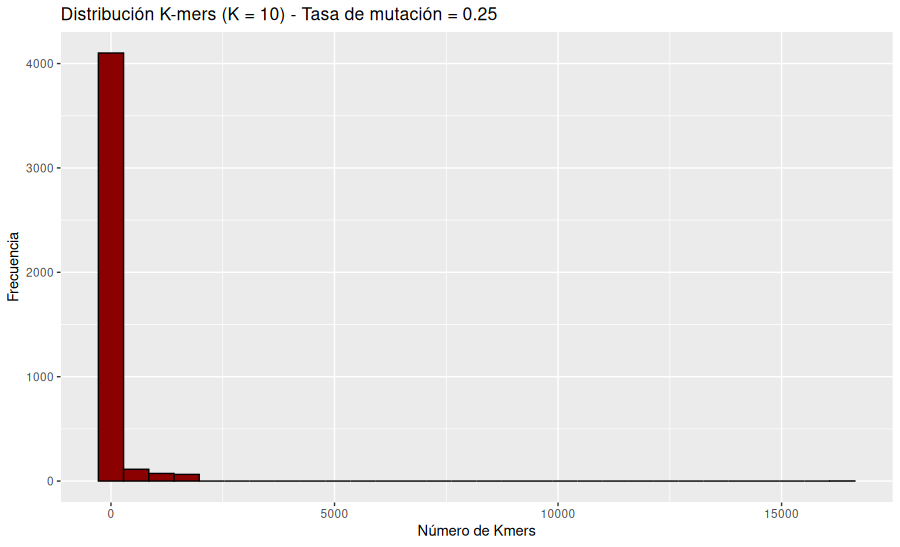 Distribución K-mers (K = 10) - Tasa de mutación = 0.25
4000
3000
2000
1000
0
Frecuencia
0 5000 10000 15000
Número de Kmers